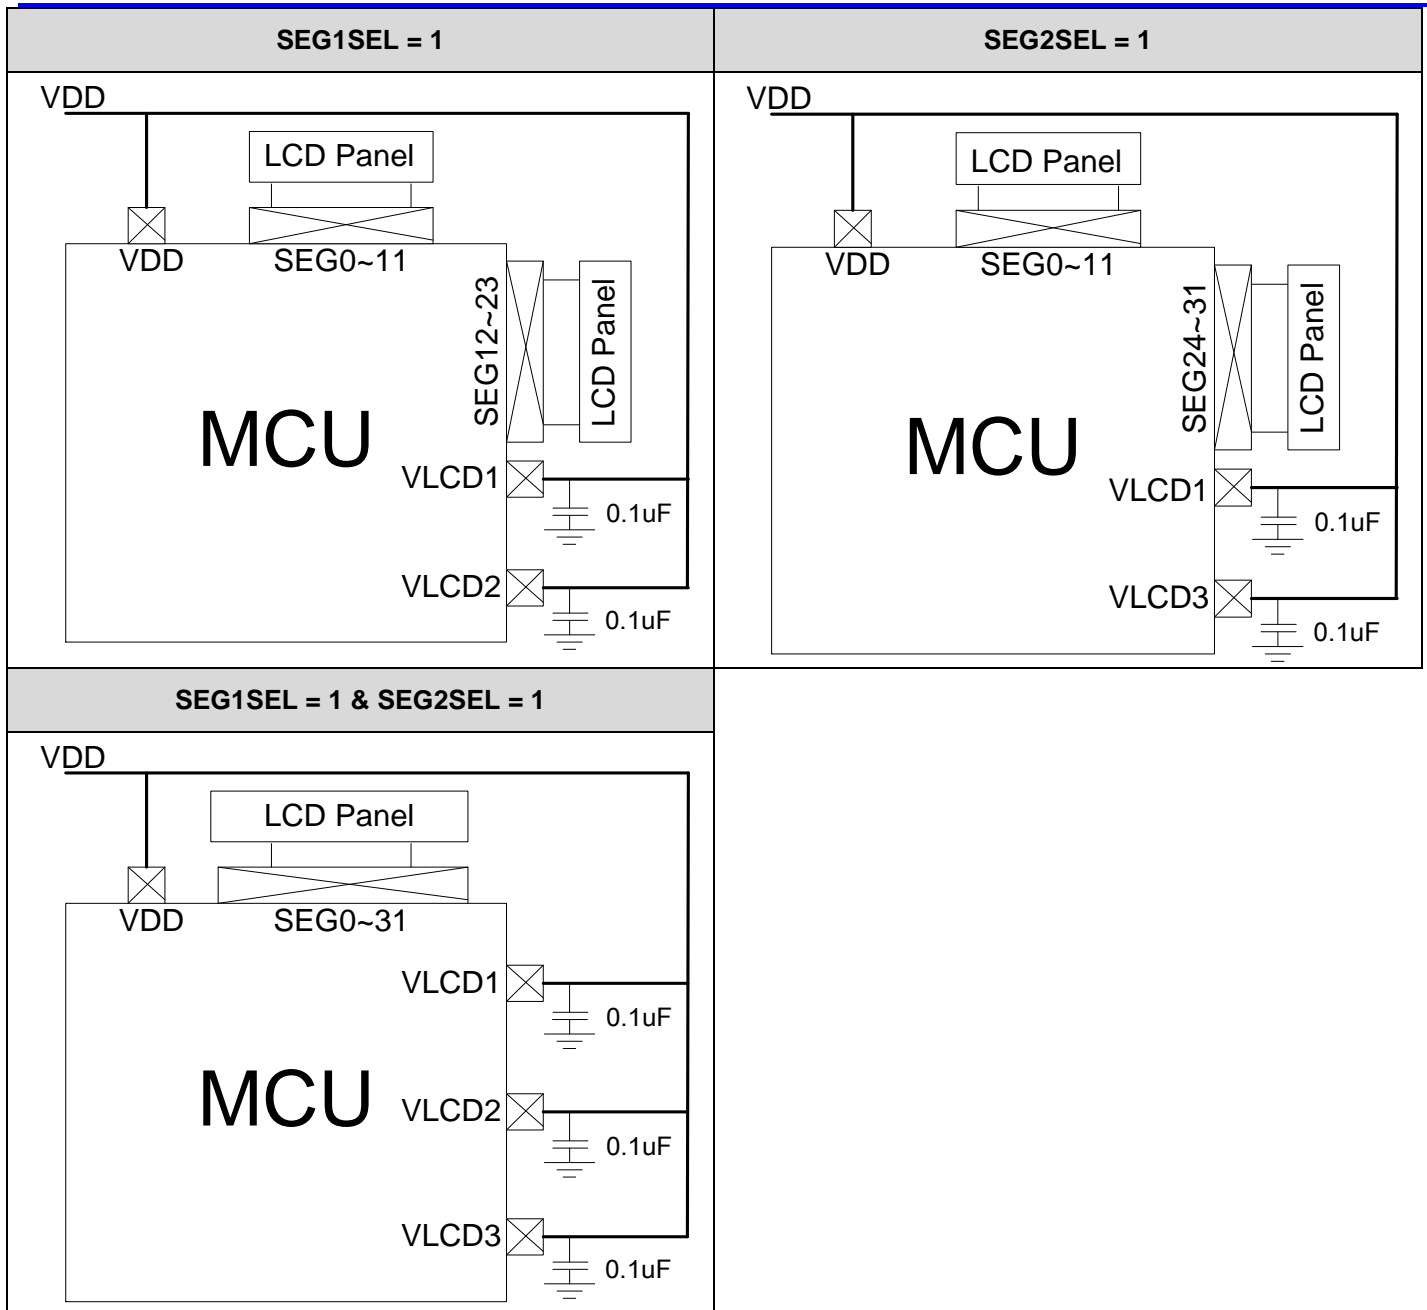 SEG1SEL = 1
VDD
LCD Panel
VDD
SEG0~11
SEG12~23
LCD Panel
MCU
VLCD1
0.1uF
VLCD2
0.1uF
SEG2SEL = 1
VDD
LCD Panel
VDD
SEG0~11
SEG24~31
LCD Panel
MCU
VLCD1
0.1uF
VLCD3
0.1uF
SEG1SEL = 1 & SEG2SEL = 1
VDD
LCD Panel
VDD
SEG0~31
VLCD1
0.1uF
MCU
VLCD2
0.1uF
VLCD3
0.1uF